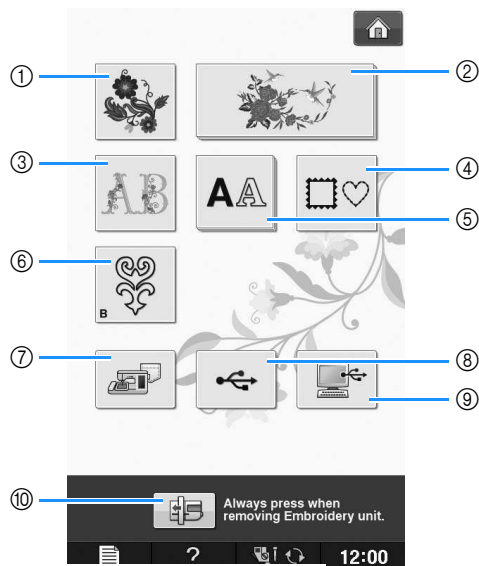 ①
②
③
AB
AA
④
⑤
⑥
B
⑦
⑧
⑨
⑩
Always press when
removing Embroidery unit.
?
12:00